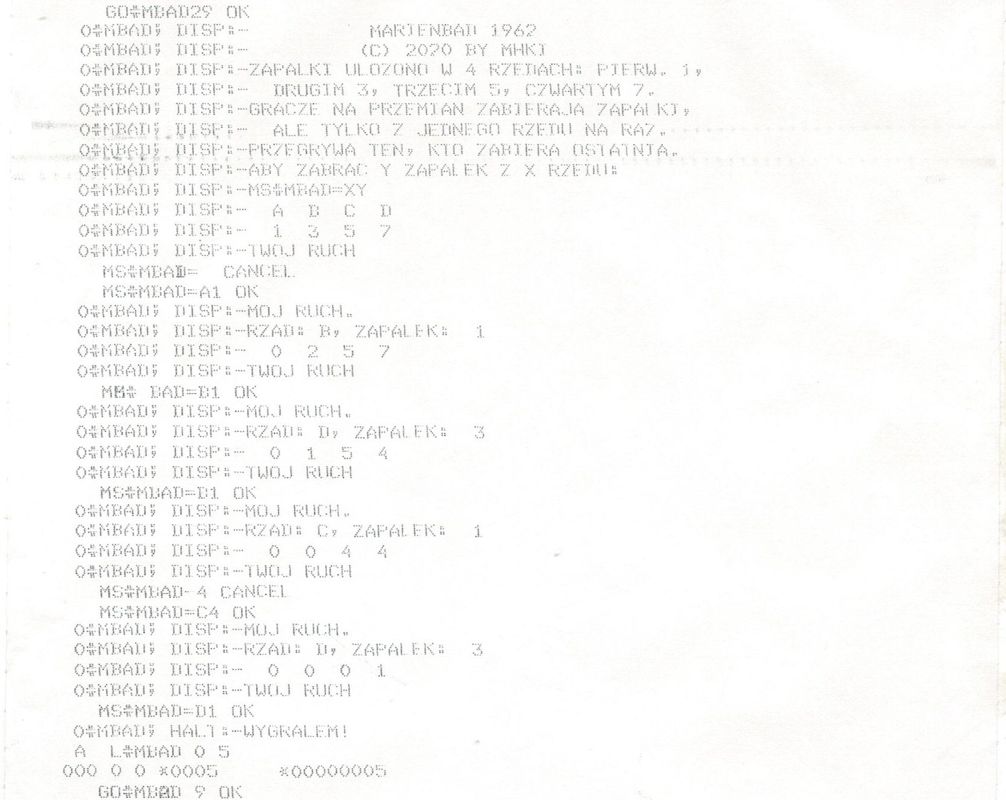 GO#MBAD29 OK
O#MBAD; DISP:- MARIENBAD 1962
O#MBAD; DISP:- (C) 2020 BY MHKI
O#MBAD; DISP:-ZAPALKI ULOZONO W 4 RZEDACH: PIERW. 1,
O#MBAD; DISP:- DRUGIM 3, TRZECIM 5, CZWARTYM 7.
O#MBAD; DISP:-GRACZE NA PRZEMIAN ZABIERAJA ZAPALKI,
O#MBAD; DISP:- ALE TYLKO Z JEDNEGO RZEDU NA RAZ.
O#MBAD; DISP:-PRZEGRYWA TEN, KTO ZABIERA OSTATNIA.
O#MBAD; DISP:-ABY ZABRAC Y ZAPALEK Z X RZEDU:
O#MBAD; DISP:-MS#MBAD=XY
O#MBAD; DISP:- A B C D
O#MBAD; DISP:- 1 3 5 7
O#MBAD; DISP:-TWOJ RUCH
MS#MBAD= CANCEL
MS#MBAD=A1 OK
O#MBAD; DISP:-MOJ RUCH.
O#MBAD; DISP:-RZAD: B, ZAPALEK: 1
O#MBAD; DISP:- 0 2 5 7
O#MBAD; DISP:-TWOJ RUCH
BAD=B1 OK
O#MBAD; DISP:-MOJ RUCH.
O#MBAD; DISP:-RZAD: D, ZAPALEK: 3
O#MBAD; DISP:- 0 1 5 4
O#MBAD; DISP:-TWOJ RUCH
MS#MBAD=B1 OK
O#MBAD; DISP:-MOJ RUCH.
O#MBAD; DISP:-RZAD: C, ZAPALEK: 1
O#MBAD; DISP:- 0 0 4 4
O#MBAD; DISP:-TWOJ RUCH
MS#MBAD-4 CANCEL
MS#MBAD=C4 OK
O#MBAD; DISP:-MOJ RUCH.
O#MBAD; DISP:-RZAD: D, ZAPALEK: 3
O#MBAD; DISP:- 0 0 0 1
O#MBAD; DISP:-TWOJ RUCH
MS#MBAD=D1 OK
O#MBAD; HALT:-WYGRALEM!
A L#MBAD 0 5
000 0 0 *0005 *00000005
9 OK